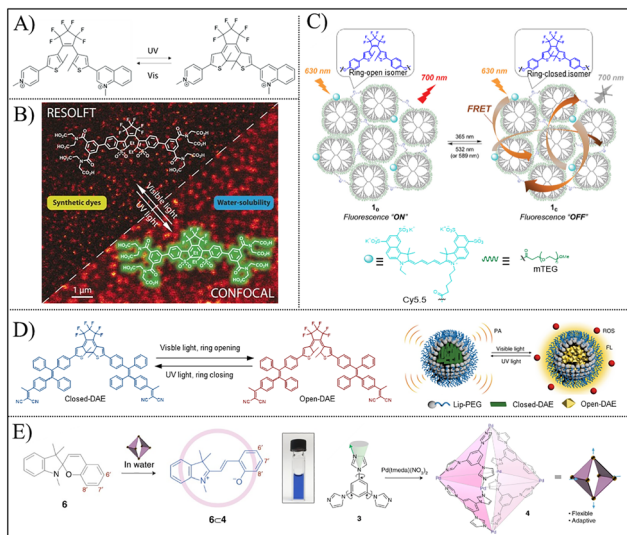 A)
UV
Vis
B)
RESOLFT
Synthetic dyes
Visible light
UV light
Water-solubility
1 µm
CONFOCAL
C)
Ring-open isomer
630 nm
700 nm
1o
Fluorescence "ON"
365 nm
532 nm
(or 589 nm)
Ring-closed isomer
630 nm
700 nm
FRET
1c
Fluorescence "OFF"
Cy5.5
mTEG
D)
Closed-DAE
Visible light, ring opening
UV light, ring closing
Open-DAE
PA
Visible light
UV light
ROS
FL
Lip-PEG
Closed-DAE
Open-DAE
E)
6
In water
6⊂4
3
Pd(tmeda)(NO3)2
4
• Flexible
• Adaptive